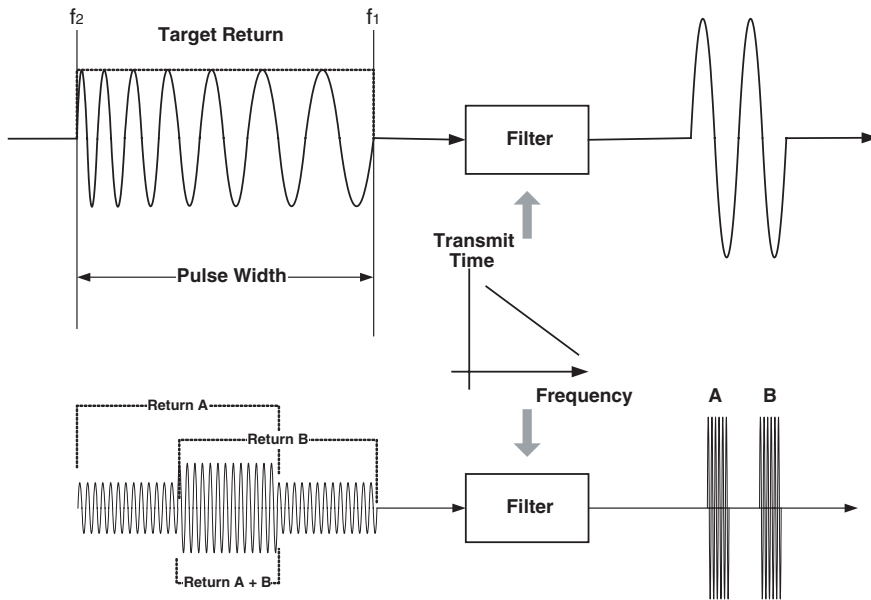 f2
f1
Target Return
Filter
Pulse Width
Transmit
Time
Frequency
Return A
Return B
A
B
Filter
Return A + B